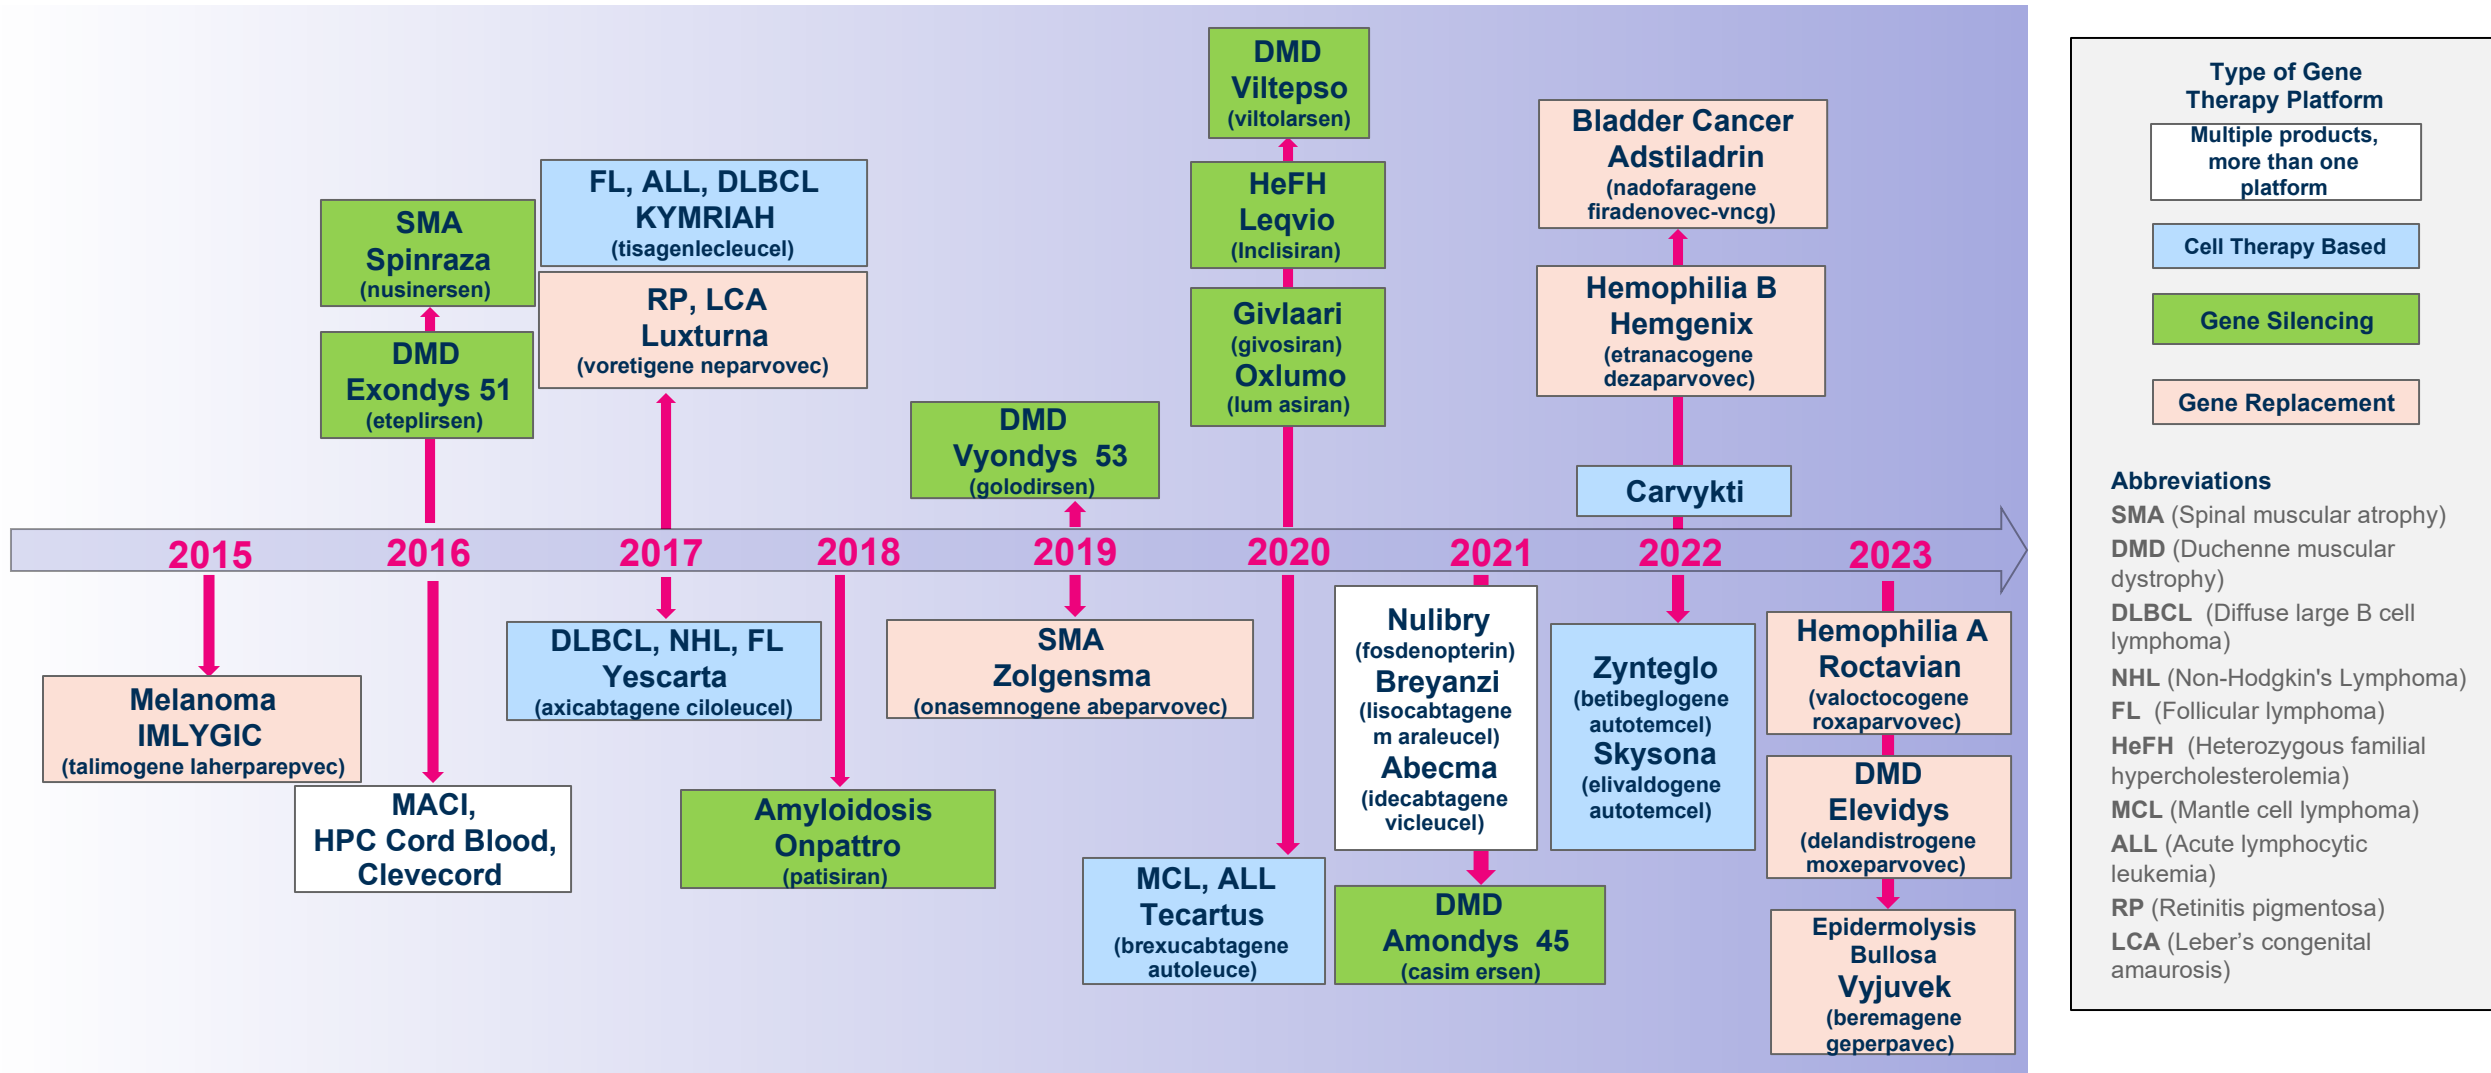 DMD
Viltepso
(viltolarsen)
HeFH
Leqvio
(Inclisiran)
Givlaari
(givosiran)
Oxlumo
(lum asiran)
Bladder Cancer
Adstiladrin
(nadofaragene
firadenovec-vncg)
Hemophilia B
Hemgenix
(etranacogene
dezaparvovec)
Carvykti
FL, ALL, DLBCL
KYMRIAH
(tisagenlecleucel)
RP, LCA
Luxturna
(voretigene neparvovec)
SMA
Spinraza
(nusinersen)
DMD
Exondys 51
(eteplirsen)
DMD
Vyondys  53
(golodirsen)
2015
2016
2017
2018
2019
2020
2021
2022
2023
Melanoma
IMLYGIC
(talimogene laherparepvec)
MACI,
HPC Cord Blood,
Clevecord
DLBCL, NHL, FL
Yescarta
(axicabtagene ciloleucel)
Amyloidosis
Onpattro
(patisiran)
SMA
Zolgensma
(onasemnogene abeparvovec)
MCL, ALL
Tecartus
(brexucabtagene
autoleuce)
Nulibry
(fosdenopterin)
Breyanzi
(lisocabtagene
m araleucel)
Abecma
(idecabtagene
vicleucel)
DMD
Amondys  45
(casim ersen)
Zynteglo
(betibeglogene
autotemcel)
Skysona
(elivaldogene
autotemcel)
Hemophilia A
Roctavian
(valoctocogene
roxaparvovec)
DMD
Elevidys
(delandistrogene
moxeparvovec)
Epidermolysis
Bullosa
Vyjuvek
(beremagene
geperpavec)
Type of Gene
Therapy Platform
Multiple products,
more than one
platform
Cell Therapy Based
Gene Silencing
Gene Replacement
Abbreviations
SMA (Spinal muscular atrophy)
DMD (Duchenne muscular
dystrophy)
DLBCL  (Diffuse large B cell
lymphoma)
NHL (Non-Hodgkin's Lymphoma)
FL  (Follicular lymphoma)
HeFH  (Heterozygous familial
hypercholesterolemia)
MCL (Mantle cell lymphoma)
ALL (Acute lymphocytic
leukemia)
RP (Retinitis pigmentosa)
LCA (Leber’s congenital
amaurosis)